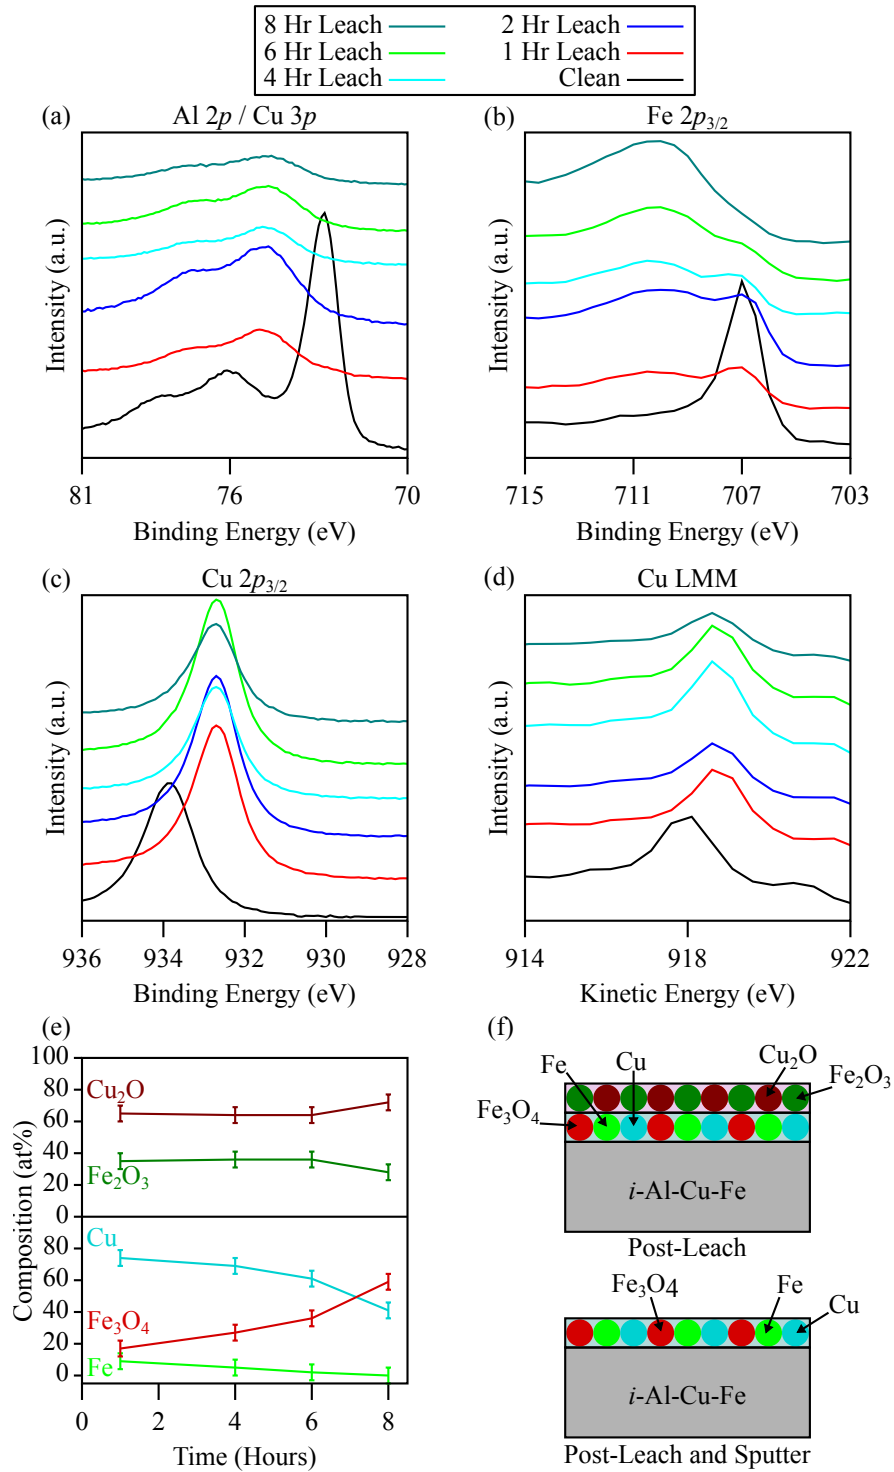 8 Hr Leach
2 Hr Leach
6 Hr Leach
1 Hr Leach
4 Hr Leach
Clean
(a)
Al 2p / Cu 3p
Intensity (a.u.)
81
76
70
Binding Energy (eV)
(b)
Fe 2p3/2
715
711
707
703
Binding Energy (eV)
(c)
Cu 2p3/2
Intensity (a.u.)
936
934
932
930
928
Binding Energy (eV)
(d)
Cu LMM
914
918
922
Kinetic Energy (eV)
(e)
Composition (at%)
100
80
60
40
20
0
Cu2O
Fe2O3
80
60
40
20
0
Cu
Fe3O4
Fe
0
2
4
6
8
Time (Hours)
(f)
Fe
Cu
Cu2O
Fe2O3
Fe3O4
i-Al-Cu-Fe
Post-Leach
Fe3O4
Fe
Cu
i-Al-Cu-Fe
Post-Leach and Sputter